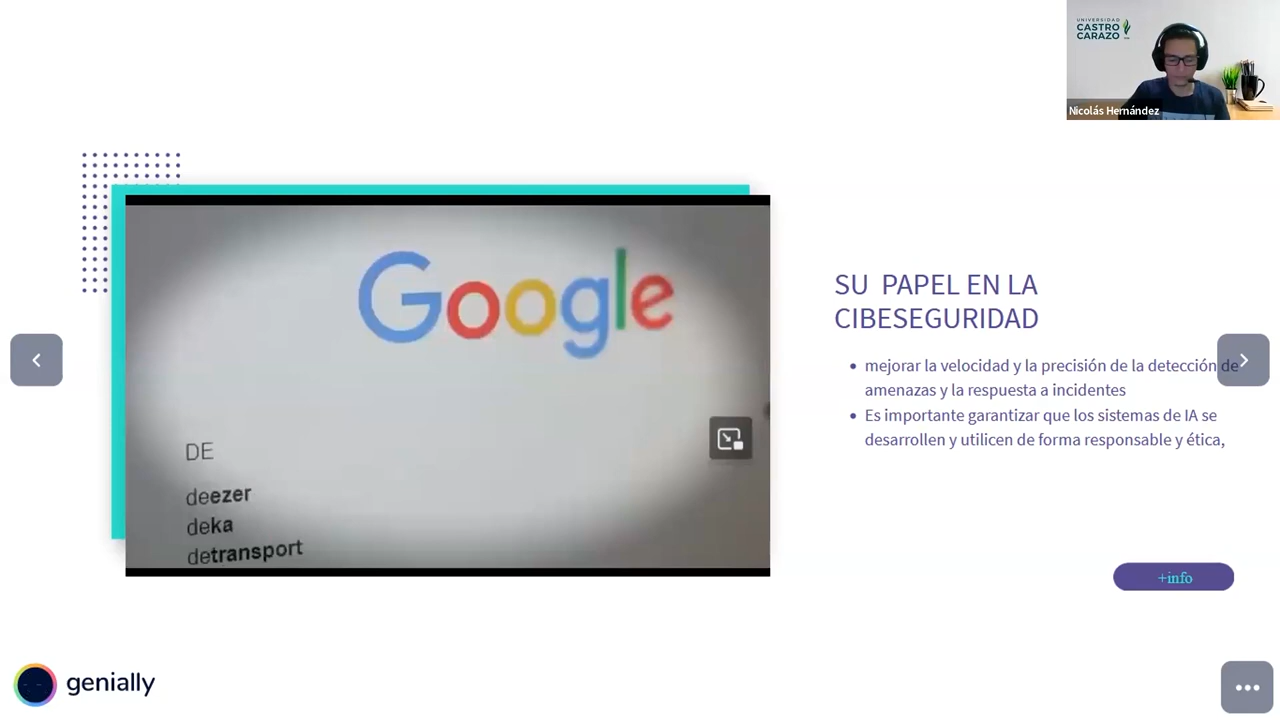 UNIVERSIDAD
CASTRO
CARAZO
Nicolás Hernández
Google
DE
deezer
deka
detransport
SU PAPEL EN LA
CIBESEGURIDAD
mejorar la velocidad y la precisión de la detección de
amenazas y la respuesta a incidentes
Es importante garantizar que los sistemas de IA se
desarrollen y utilicen de forma responsable y ética,
+info
genially